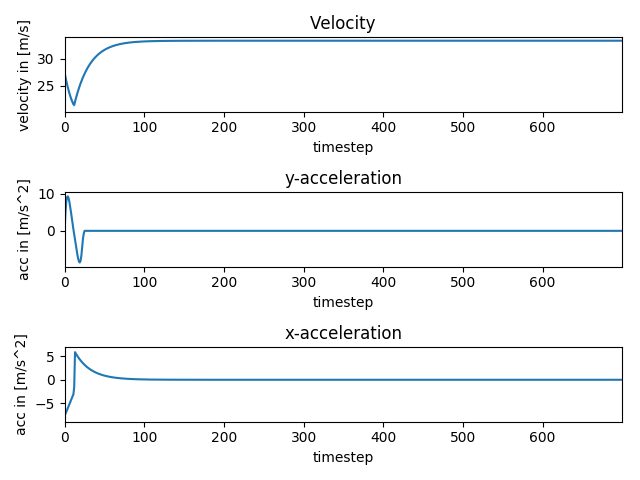 Velocity
velocity in [m/s]
30
25
0 100 200 300 400 500 600
timestep
y-acceleration
acc in [m/s^2]
10
0
0 100 200 300 400 500 600
timestep
x-acceleration
acc in [m/s^2]
5
0
−5
0 100 200 300 400 500 600
timestep